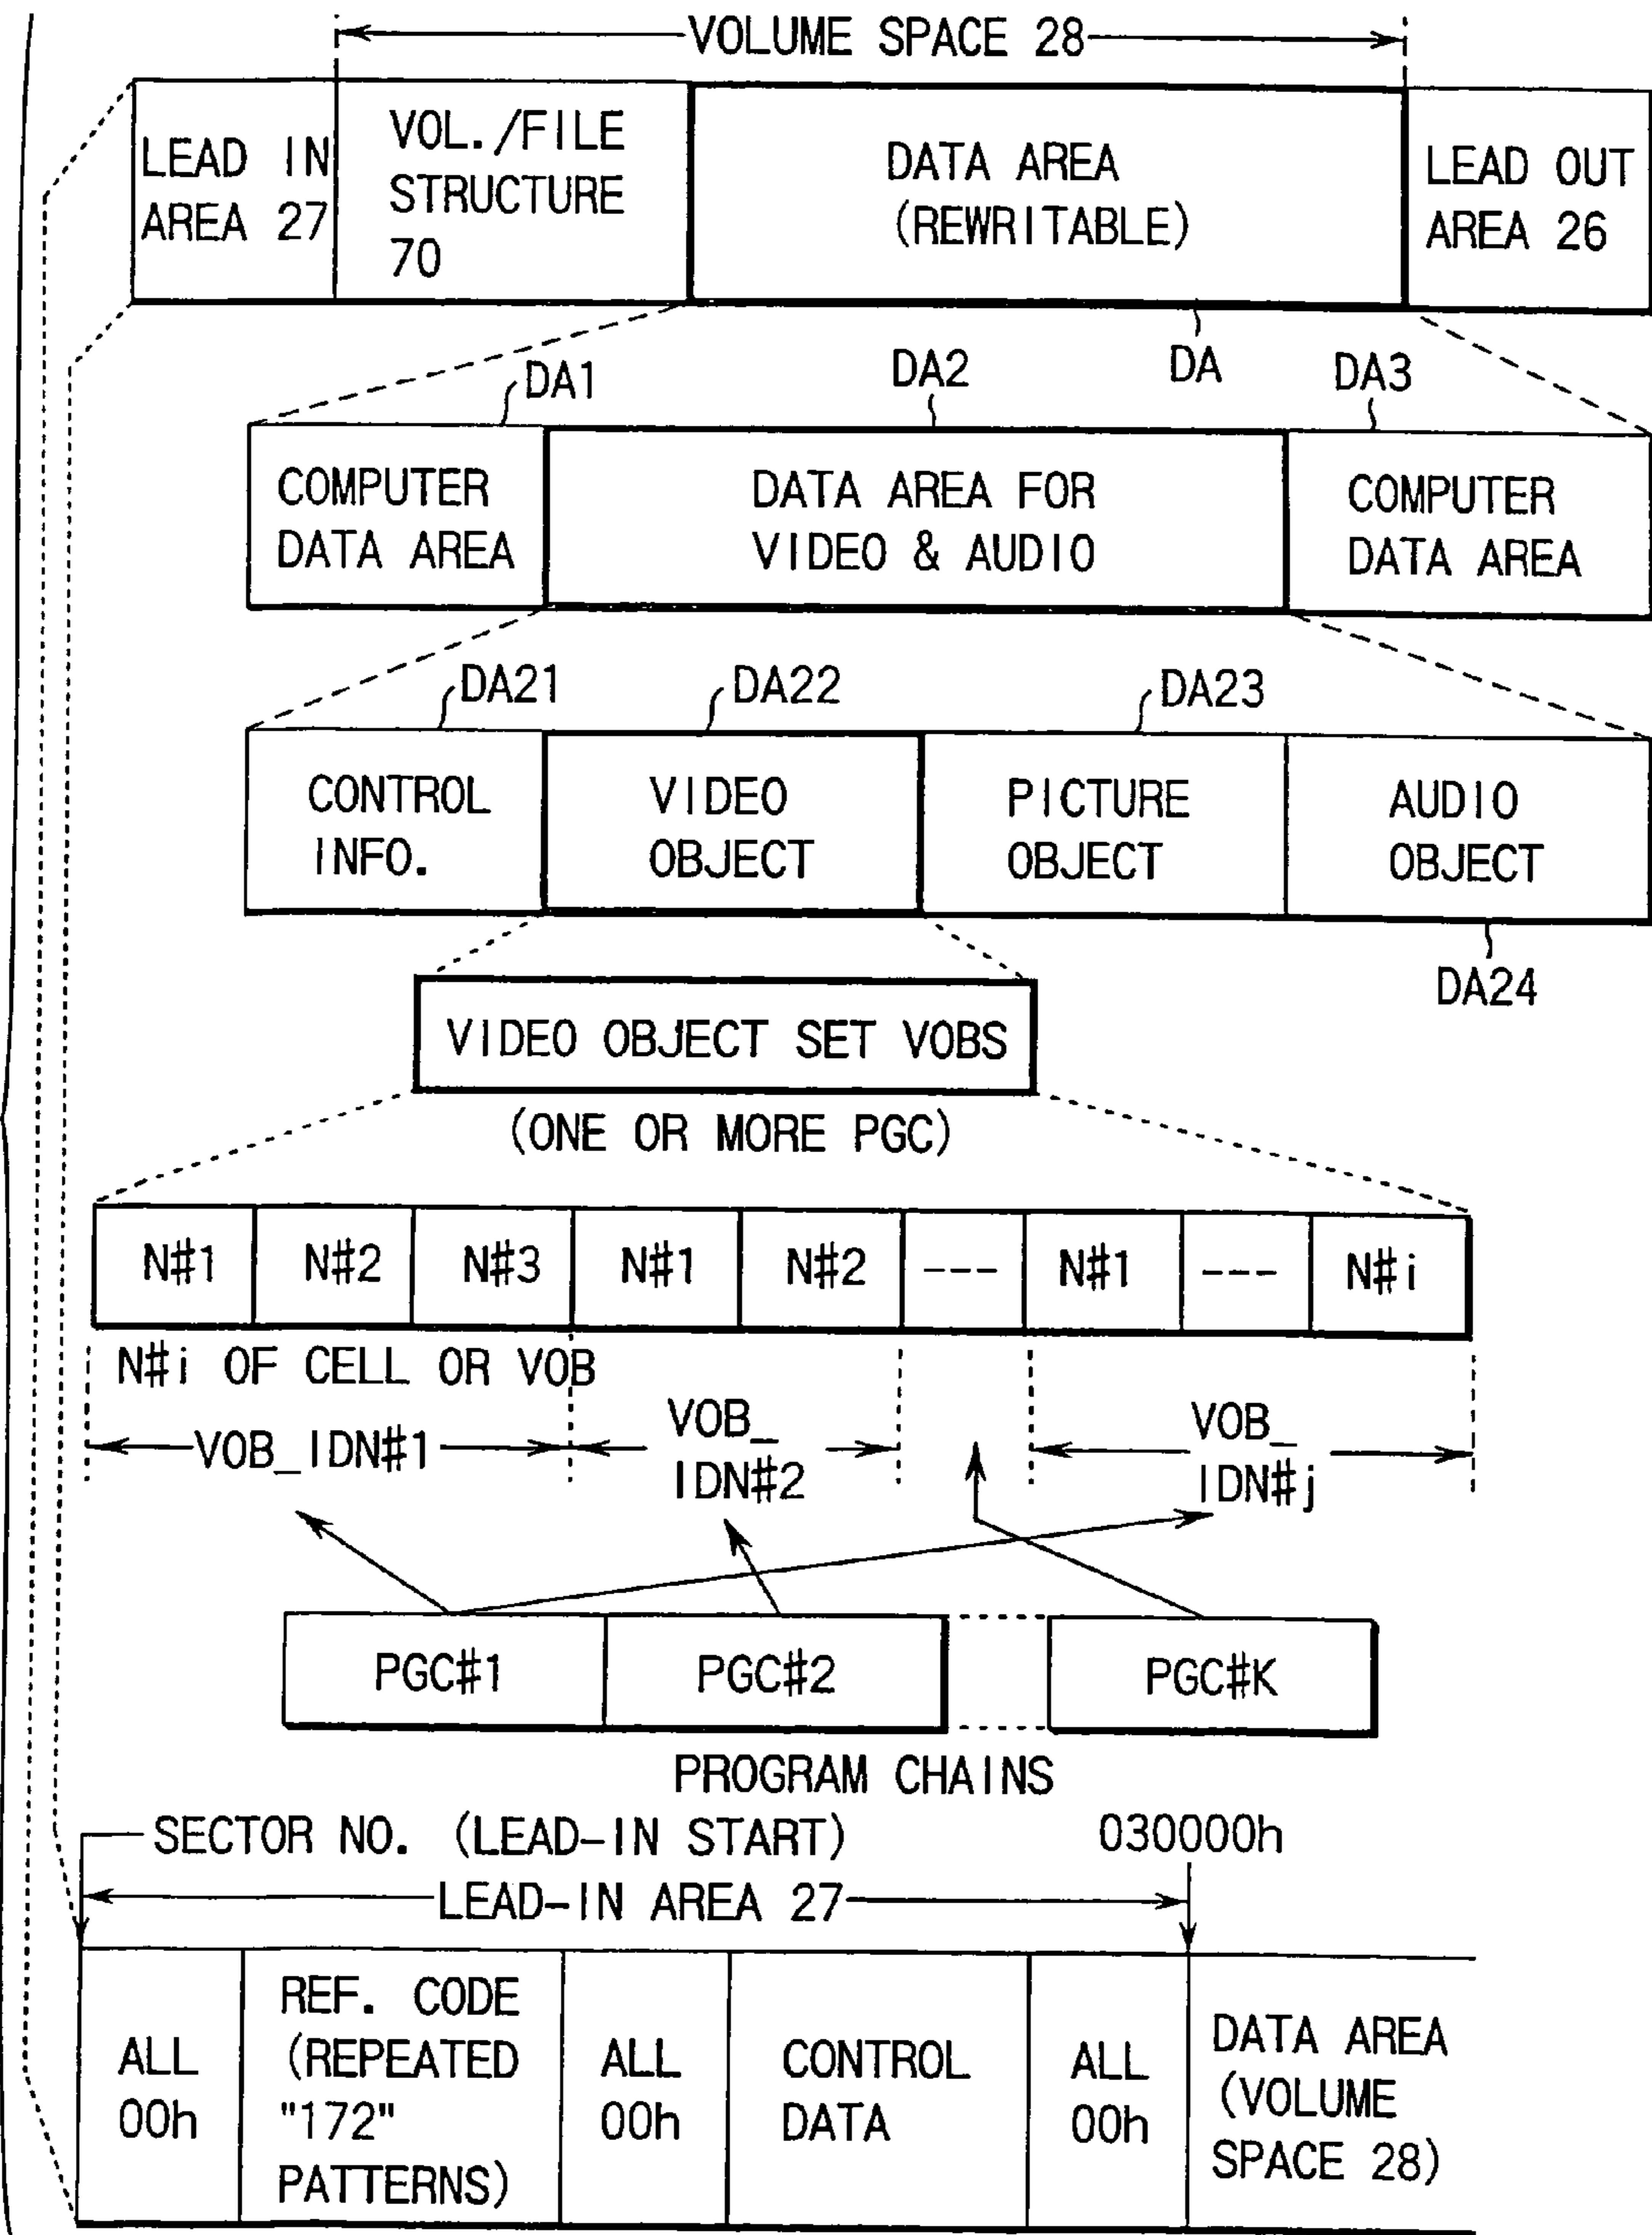 VOLUME SPACE 28
LEAD IN
AREA 27
VOL./FILE
STRUCTURE
70
DATA AREA
(REWRITABLE)
LEAD OUT
AREA 26
DA1
DA2
DA
DA3
COMPUTER
DATA AREA
DATA AREA FOR
VIDEO & AUDIO
COMPUTER
DATA AREA
DA21
DA22
DA23
CONTROL
INFO.
VIDEO
OBJECT
PICTURE
OBJECT
AUDIO
OBJECT
DA24
VIDEO OBJECT SET VOBS
(ONE OR MORE PGC)
N#1
N#2
N#3
N#1
N#2
---
N#1
---
N#i
N#i OF CELL OR VOB
VOB_IDN#1
VOB_
IDN#2
VOB_
IDN#j
PGC#1
PGC#2
PGC#K
PROGRAM CHAINS
SECTOR NO. (LEAD-IN START)
030000h
LEAD-IN AREA 27
ALL
00h
REF. CODE
(REPEATED
"172"
PATTERNS)
ALL
00h
CONTROL
DATA
ALL
00h
DATA AREA
(VOLUME
SPACE 28)